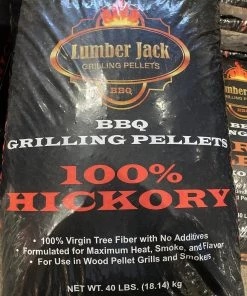 Lumber Jack
GRILLING PELLETS
BBQ
BBQ
GRILLING PELLETS
100%
HICKORY
• 100% Virgin Tree Fiber with No Additives
• Formulated for Maximum Heat, Smoke, and Flavor
• For Use in Wood Pellet Grills and Smokers
NET WT. 40 LBS. (18.14) kg
Lumber
GRILLING